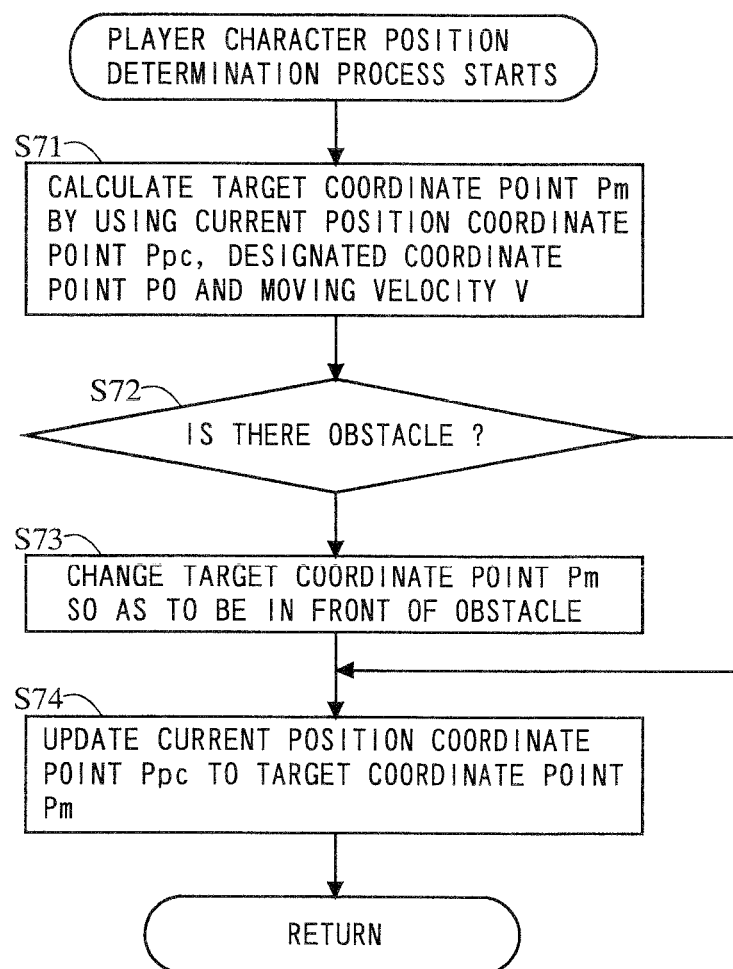 PLAYER CHARACTER POSITION
DETERMINATION PROCESS STARTS
S71
CALCULATE TARGET COORDINATE POINT Pm
BY USING CURRENT POSITION COORDINATE
POINT Ppc, DESIGNATED COORDINATE
POINT P0 AND MOVING VELOCITY V
S72
IS THERE OBSTACLE ?
S73
CHANGE TARGET COORDINATE POINT Pm
SO AS TO BE IN FRONT OF OBSTACLE
S74
UPDATE CURRENT POSITION COORDINATE
POINT Ppc TO TARGET COORDINATE POINT
Pm
RETURN